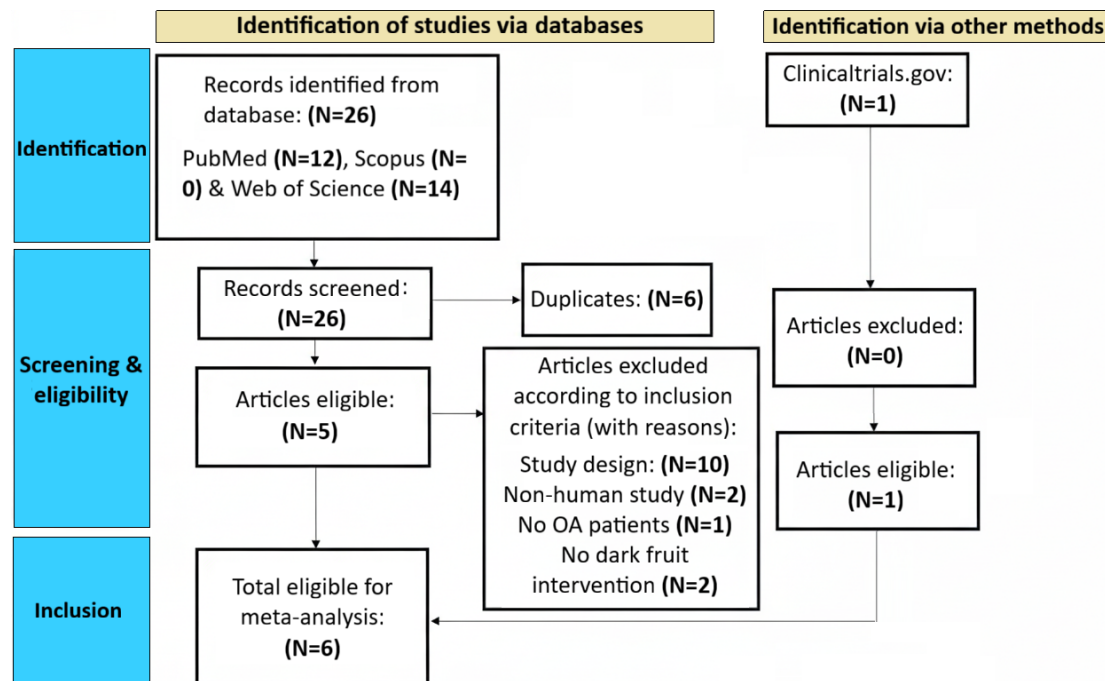 Identification of studies via databases
Identification via other methods
Identification
Records identified from
database: (N=26)
PubMed (N=12), Scopus (N=
0) & Web of Science (N=14)
Clinicaltrials.gov:
(N=1)
Screening &
eligibility
Records screened:
(N=26)
Duplicates: (N=6)
Articles excluded:
(N=0)
Articles eligible:
(N=5)
Articles excluded
according to inclusion
criteria (with reasons):
Study design: (N=10)
Non-human study (N=2)
No OA patients (N=1)
No dark fruit
intervention (N=2)
Articles eligible:
(N=1)
Inclusion
Total eligible for
meta-analysis:
(N=6)